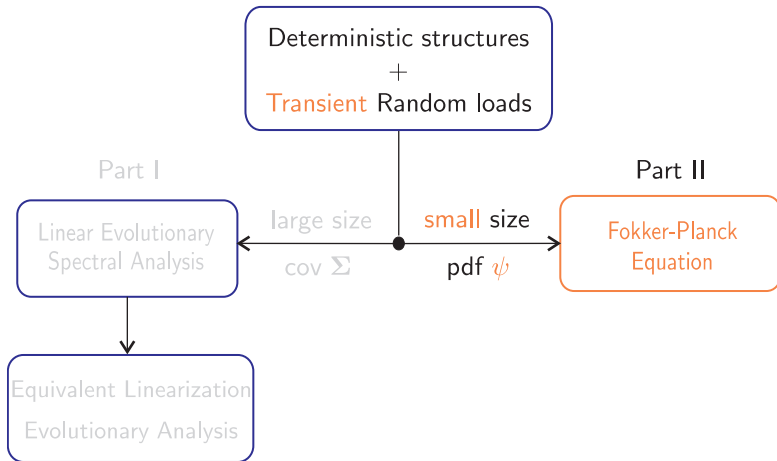 Deterministic structures
+
Transient Random loads
Part I
Part II
Linear Evolutionary
Spectral Analysis
large size
cov Σ
small size
pdf ψ
Fokker-Planck
Equation
Equivalent Linearization
Evolutionary Analysis